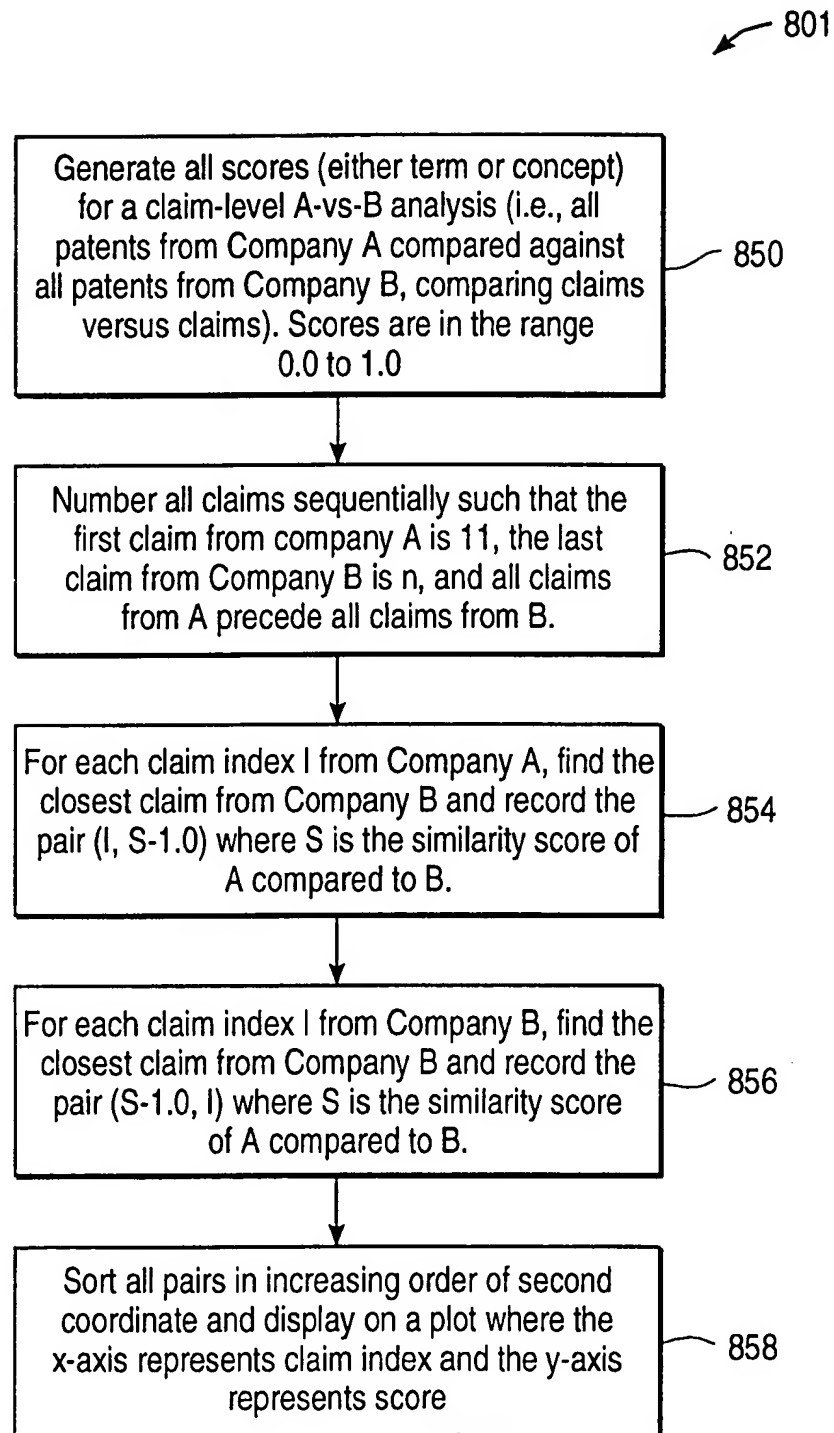 801
Generate all scores (either term or concept)
for a claim-level A-vs-B analysis (i.e., all
patents from Company A compared against
all patents from Company B, comparing claims
versus claims). Scores are in the range
0.0 to 1.0
850
Number all claims sequentially such that the
first claim from company A is 11, the last
claim from Company B is n, and all claims
from A precede all claims from B.
852
For each claim index I from Company A, find the
closest claim from Company B and record the
pair (I, S-1.0) where S is the similarity score of
A compared to B.
854
For each claim index I from Company B, find the
closest claim from Company B and record the
pair (S-1.0, I) where S is the similarity score
of A compared to B.
856
Sort all pairs in increasing order of second
coordinate and display on a plot where the
x-axis represents claim index and the y-axis
represents score
858